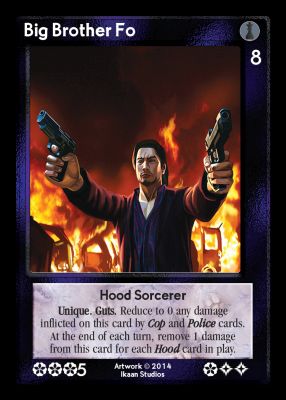 Big Brother Fo
8
Hood Sorcerer
Unique. Guts. Reduce to 0 any damage
inflicted on this card by Cop and Police cards.
At the end of each turn, remove 1 damage
from this card for each Hood card in play.
5
Artwork © 2014
Ikaan Studios